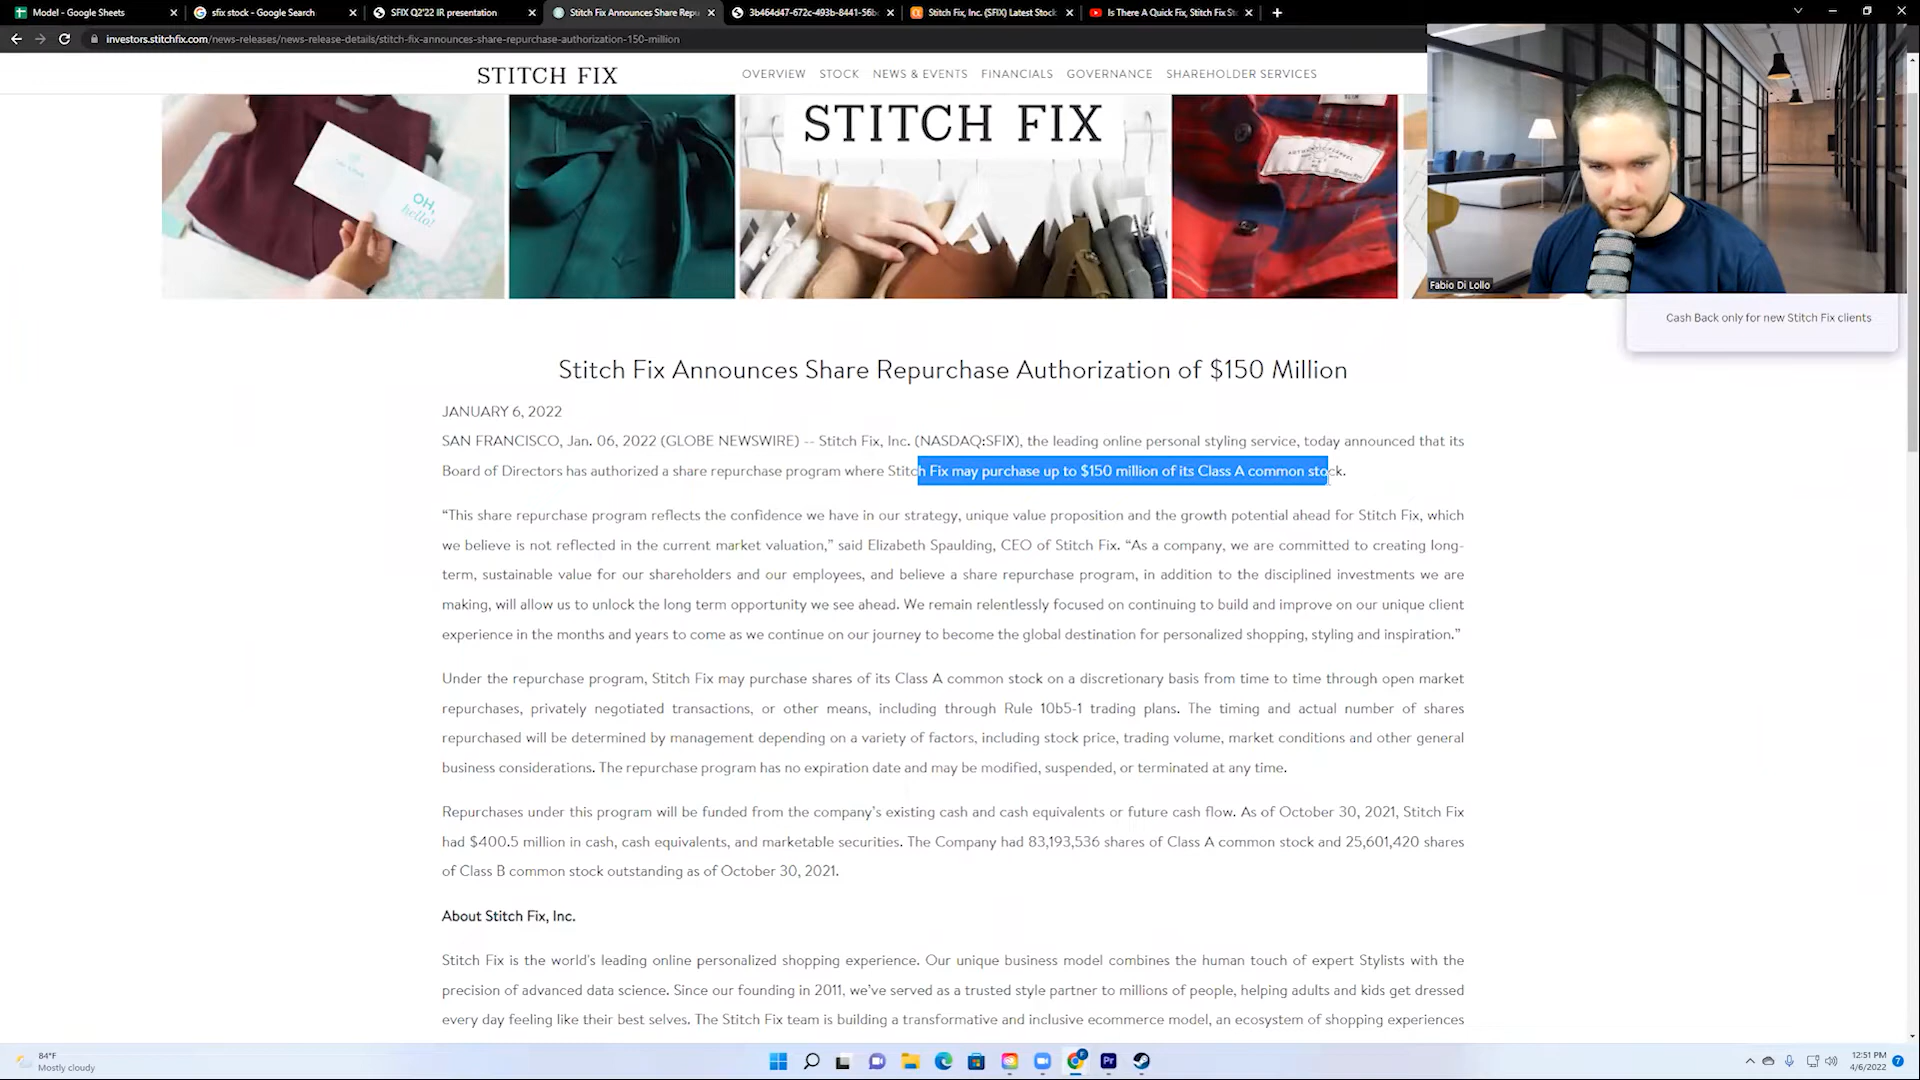 Model - Google Sheets
sfix stock - Google Search
SFIX Q2'22 IR presentation
Stitch Fix Announces Share Repu
3b464d47-672c-493b-8441-56b
Stitch Fix, Inc. (SFIX) Latest Stock
Is There A Quick Fix, Stitch Fix St
investors.stitchfix.com/news-releases/news-release-details/stitch-fix-announces-share-repurchase-authorization-150-million
STITCH FIX
OVERVIEW STOCK NEWS & EVENTS FINANCIALS GOVERNANCE SHAREHOLDER SERVICES
OH,
hello!
STITCH FIX
Fabio Di Lollo
Cash Back only for new Stitch Fix clients
Stitch Fix Announces Share Repurchase Authorization of $150 Million
JANUARY 6, 2022
SAN FRANCISCO, Jan. 06, 2022 (GLOBE NEWSWIRE) -- Stitch Fix, Inc. (NASDAQ:SFIX), the leading online personal styling service, today announced that its
Board of Directors has authorized a share repurchase program where Stitch Fix may purchase up to $150 million of its Class A common stock.
“This share repurchase program reflects the confidence we have in our strategy, unique value proposition and the growth potential ahead for Stitch Fix, which
we believe is not reflected in the current market valuation,” said Elizabeth Spaulding, CEO of Stitch Fix. “As a company, we are committed to creating long-
term, sustainable value for our shareholders and our employees, and believe a share repurchase program, in addition to the disciplined investments we are
making, will allow us to unlock the long term opportunity we see ahead. We remain relentlessly focused on continuing to build and improve on our unique client
experience in the months and years to come as we continue on our journey to become the global destination for personalized shopping, styling and inspiration.”
Under the repurchase program, Stitch Fix may purchase shares of its Class A common stock on a discretionary basis from time to time through open market
repurchases, privately negotiated transactions, or other means, including through Rule 10b5-1 trading plans. The timing and actual number of shares
repurchased will be determined by management depending on a variety of factors, including stock price, trading volume, market conditions and other general
business considerations. The repurchase program has no expiration date and may be modified, suspended, or terminated at any time.
Repurchases under this program will be funded from the company’s existing cash and cash equivalents or future cash flow. As of October 30, 2021, Stitch Fix
had $400.5 million in cash, cash equivalents, and marketable securities. The Company had 83,193,536 shares of Class A common stock and 25,601,420 shares
of Class B common stock outstanding as of October 30, 2021.
About Stitch Fix, Inc.
Stitch Fix is the world’s leading online personalized shopping experience. Our unique business model combines the human touch of expert Stylists with the
precision of advanced data science. Since our founding in 2011, we’ve served as a trusted style partner to millions of people, helping adults and kids get dressed
every day feeling like their best selves. The Stitch Fix team is building a transformative and inclusive ecommerce model, an ecosystem of shopping experiences
84°F
Mostly cloudy
Pr
12:51 PM
4/6/2022
7